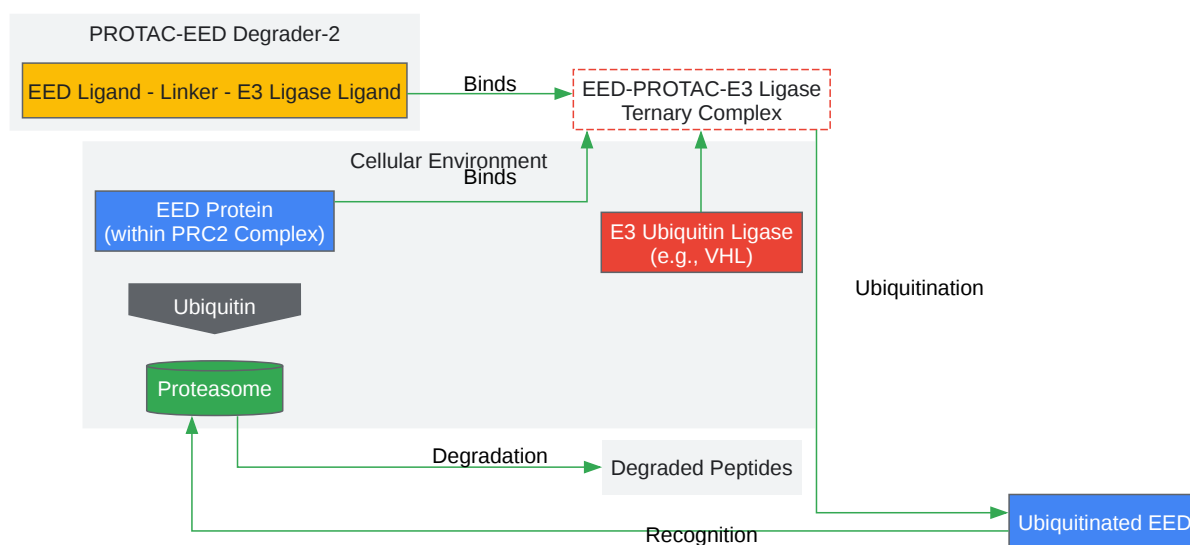 PROTAC-EED Degrader-2
EED Ligand - Linker - E3 Ligase Ligand
Binds
EED-PROTAC-E3 Ligase
Ternary Complex
Cellular Environment
Binds
EED Protein
(within PRC2 Complex)
E3 Ubiquitin Ligase
(e.g., VHL)
Ubiquitination
Ubiquitin
Proteasome
Degradation
Degraded Peptides
Ubiquitinated EED
Recognition